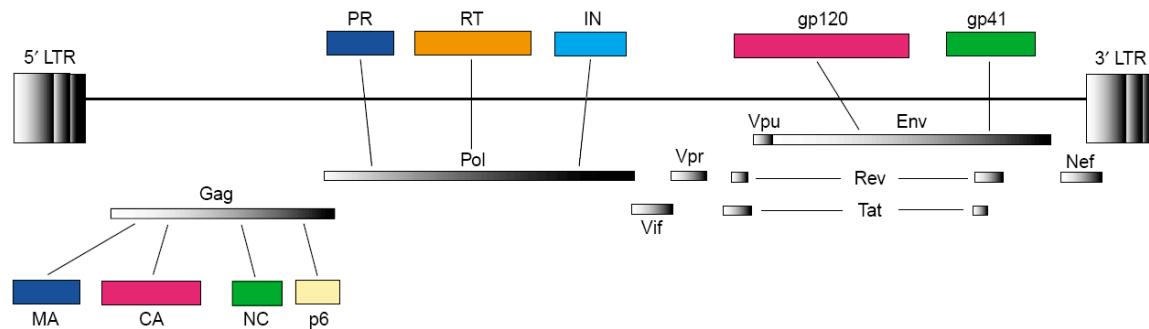 PR RT IN gp120 gp41
5′ LTR 3′ LTR
Vpu Env
Pol Vpr Nef
Rev
Gag
Tat
Vif
MA CA NC p6